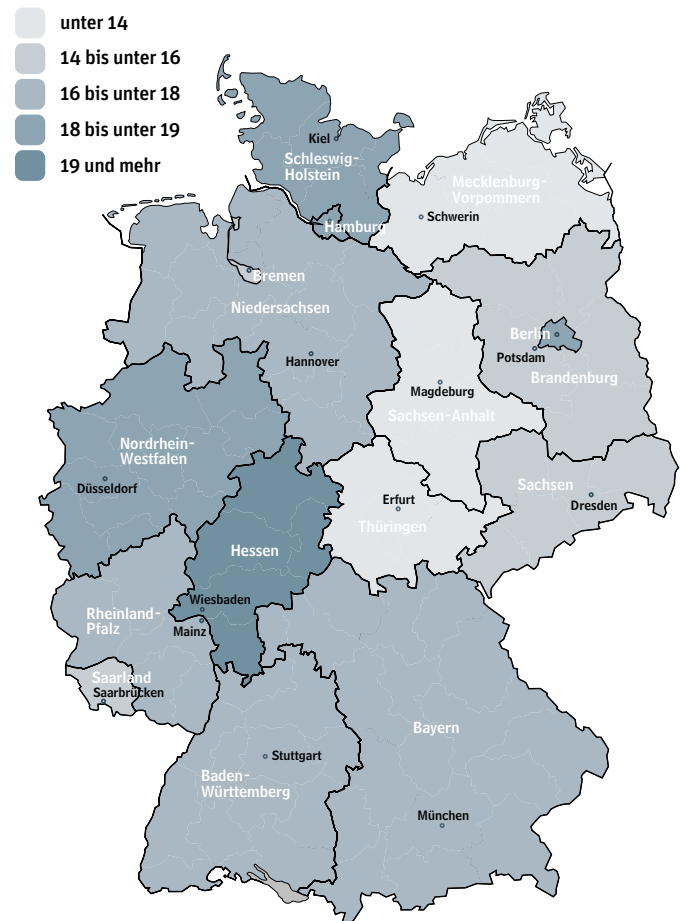 unter 14
14 bis unter 16
16 bis unter 18
18 bis unter 19
19 und mehr
Kiel
Schleswig-
Holstein
Mecklenburg-
Vorpommern
Schwerin
Hamburg
Bremen
Niedersachsen
Hannover
Berlin
Potsdam
Brandenburg
Magdeburg
Sachsen-Anhalt
Nordrhein-
Westfalen
Düsseldorf
Sachsen
Dresden
Erfurt
Thüringen
Hessen
Wiesbaden
Mainz
Rheinland-
Pfalz
Saarland
Saarbrücken
Bayern
Stuttgart
Baden-
Württemberg
München